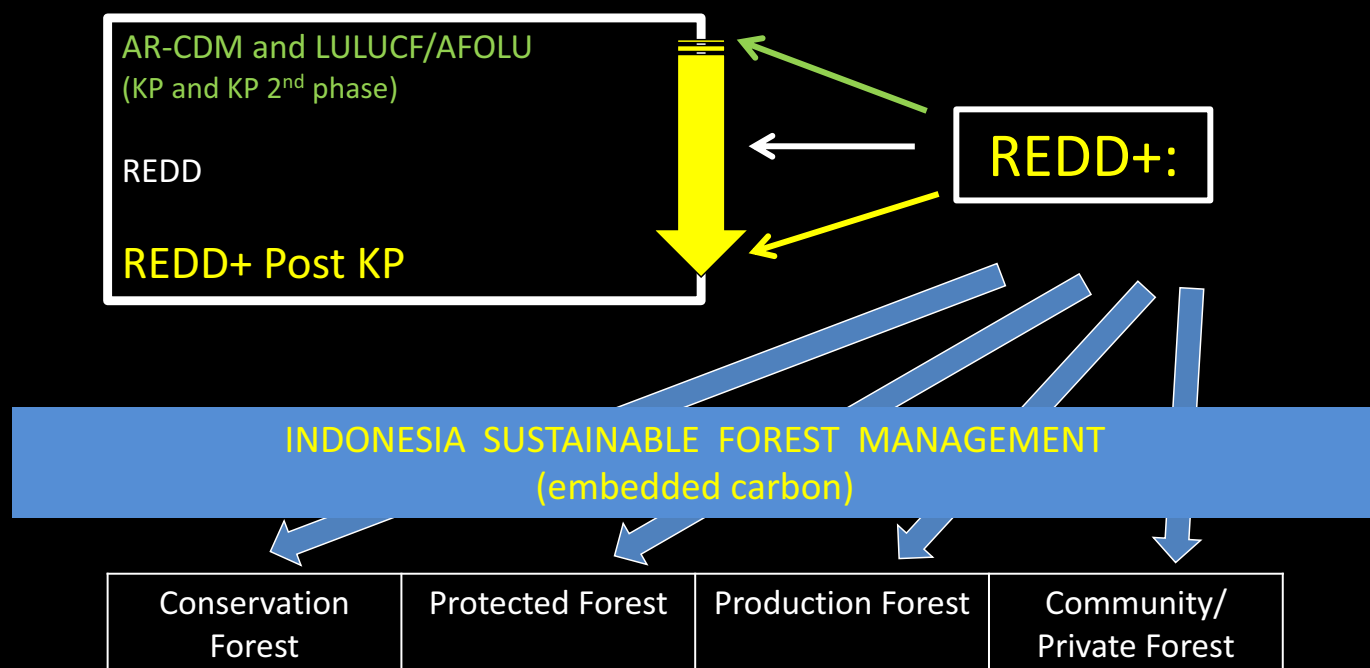 AR-CDM and LULUCF/AFOLU
(KP and KP 2nd phase)
REDD
REDD+ Post KP
REDD+:
INDONESIA SUSTAINABLE FOREST MANAGEMENT
(embedded carbon)
Conservation
Forest
Protected Forest
Production Forest
Community/
Private Forest